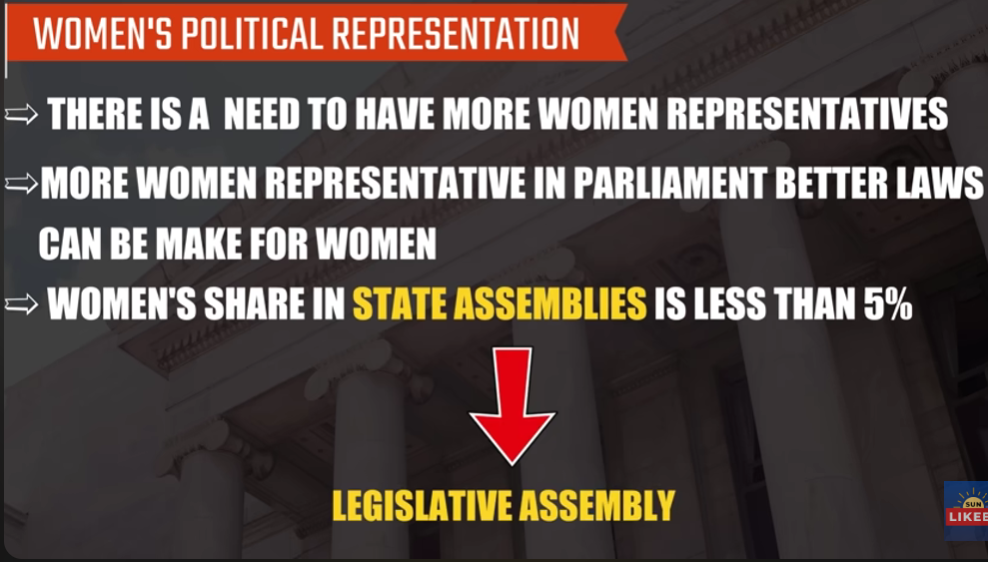 WOMEN'S POLITICAL REPRESENTATION
THERE IS A NEED TO HAVE MORE WOMEN REPRESENTATIVES
MORE WOMEN REPRESENTATIVE IN PARLIAMENT BETTER LAWS
CAN BE MAKE FOR WOMEN
WOMEN'S SHARE IN STATE ASSEMBLIES IS LESS THAN 5%
LEGISLATIVE ASSEMBLY
SUN
LIKEE